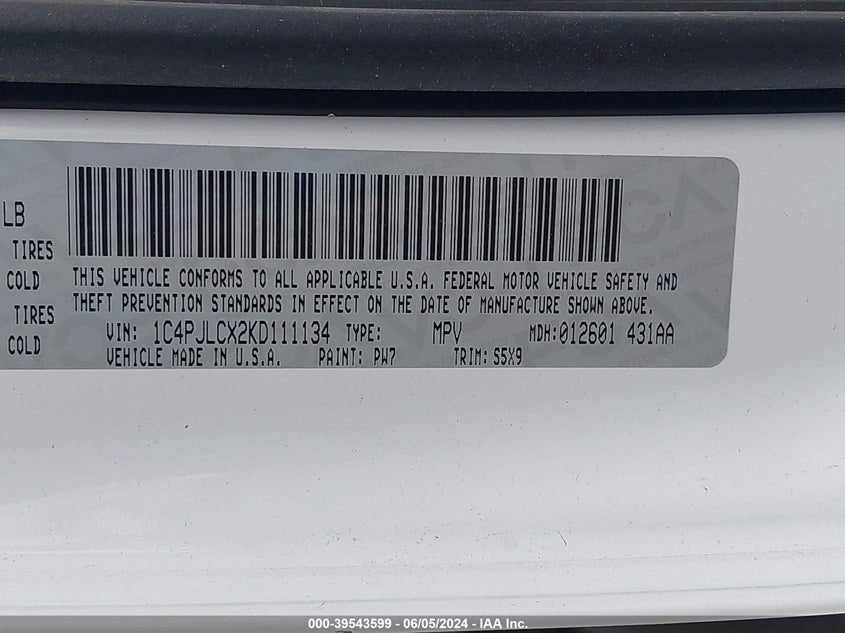 LB
TIRES
COLD THIS VEHICLE CONFORMS TO ALL APPLICABLE U.S.A. FEDERAL MOTOR VEHICLE SAFETY AND
THEFT PREVENTION STANDARDS IN EFFECT ON THE DATE OF MANUFACTURE SHOWN ABOVE.
TIRES
COLD VIN: 1C4PJLCX2KD111134 TYPE: MPV MDH:012601 431AA
VEHICLE MADE IN U.S.A. PAINT: PW7 TRIM: S5X9
000-39543599 - 06/05/2024 - IAA Inc.